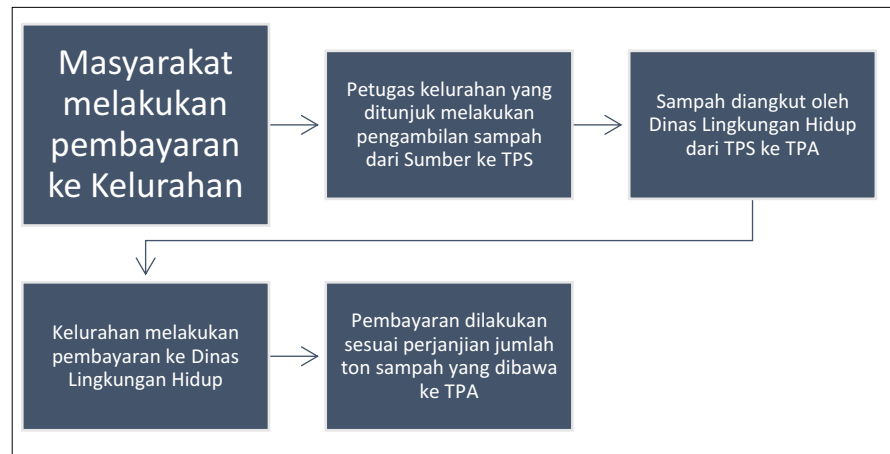 Masyarakat
melakukan
pembayaran
ke Kelurahan
Petugas kelurahan yang
ditunjuk melakukan
pengambilan sampah
dari Sumber ke TPS
Sampah diangkut oleh
Dinas Lingkungan Hidup
dari TPS ke TPA
Kelurahan melakukan
pembayaran ke Dinas
Lingkungan Hidup
Pembayaran dilakukan
sesuai perjanjian jumlah
ton sampah yang dibawa
ke TPA